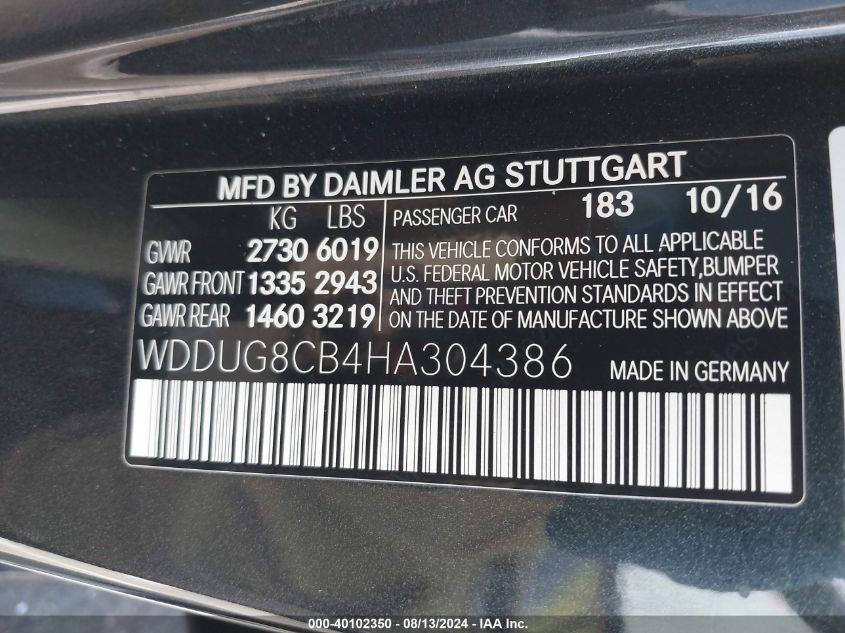 MFD BY DAIMLER AG STUTTGART
KG LBS
GVWR 2730 6019
GAWR FRONT 1335 2943
GAWR REAR 1460 3219
PASSENGER CAR 183 10/16
THIS VEHICLE CONFORMS TO ALL APPLICABLE
U.S. FEDERAL MOTOR VEHICLE SAFETY,BUMPER
AND THEFT PREVENTION STANDARDS IN EFFECT
ON THE DATE OF MANUFACTURE SHOWN ABOVE
WDDUG8CB4HA304386 MADE IN GERMANY
000-40102350 - 08/13/2024 - IAA Inc.